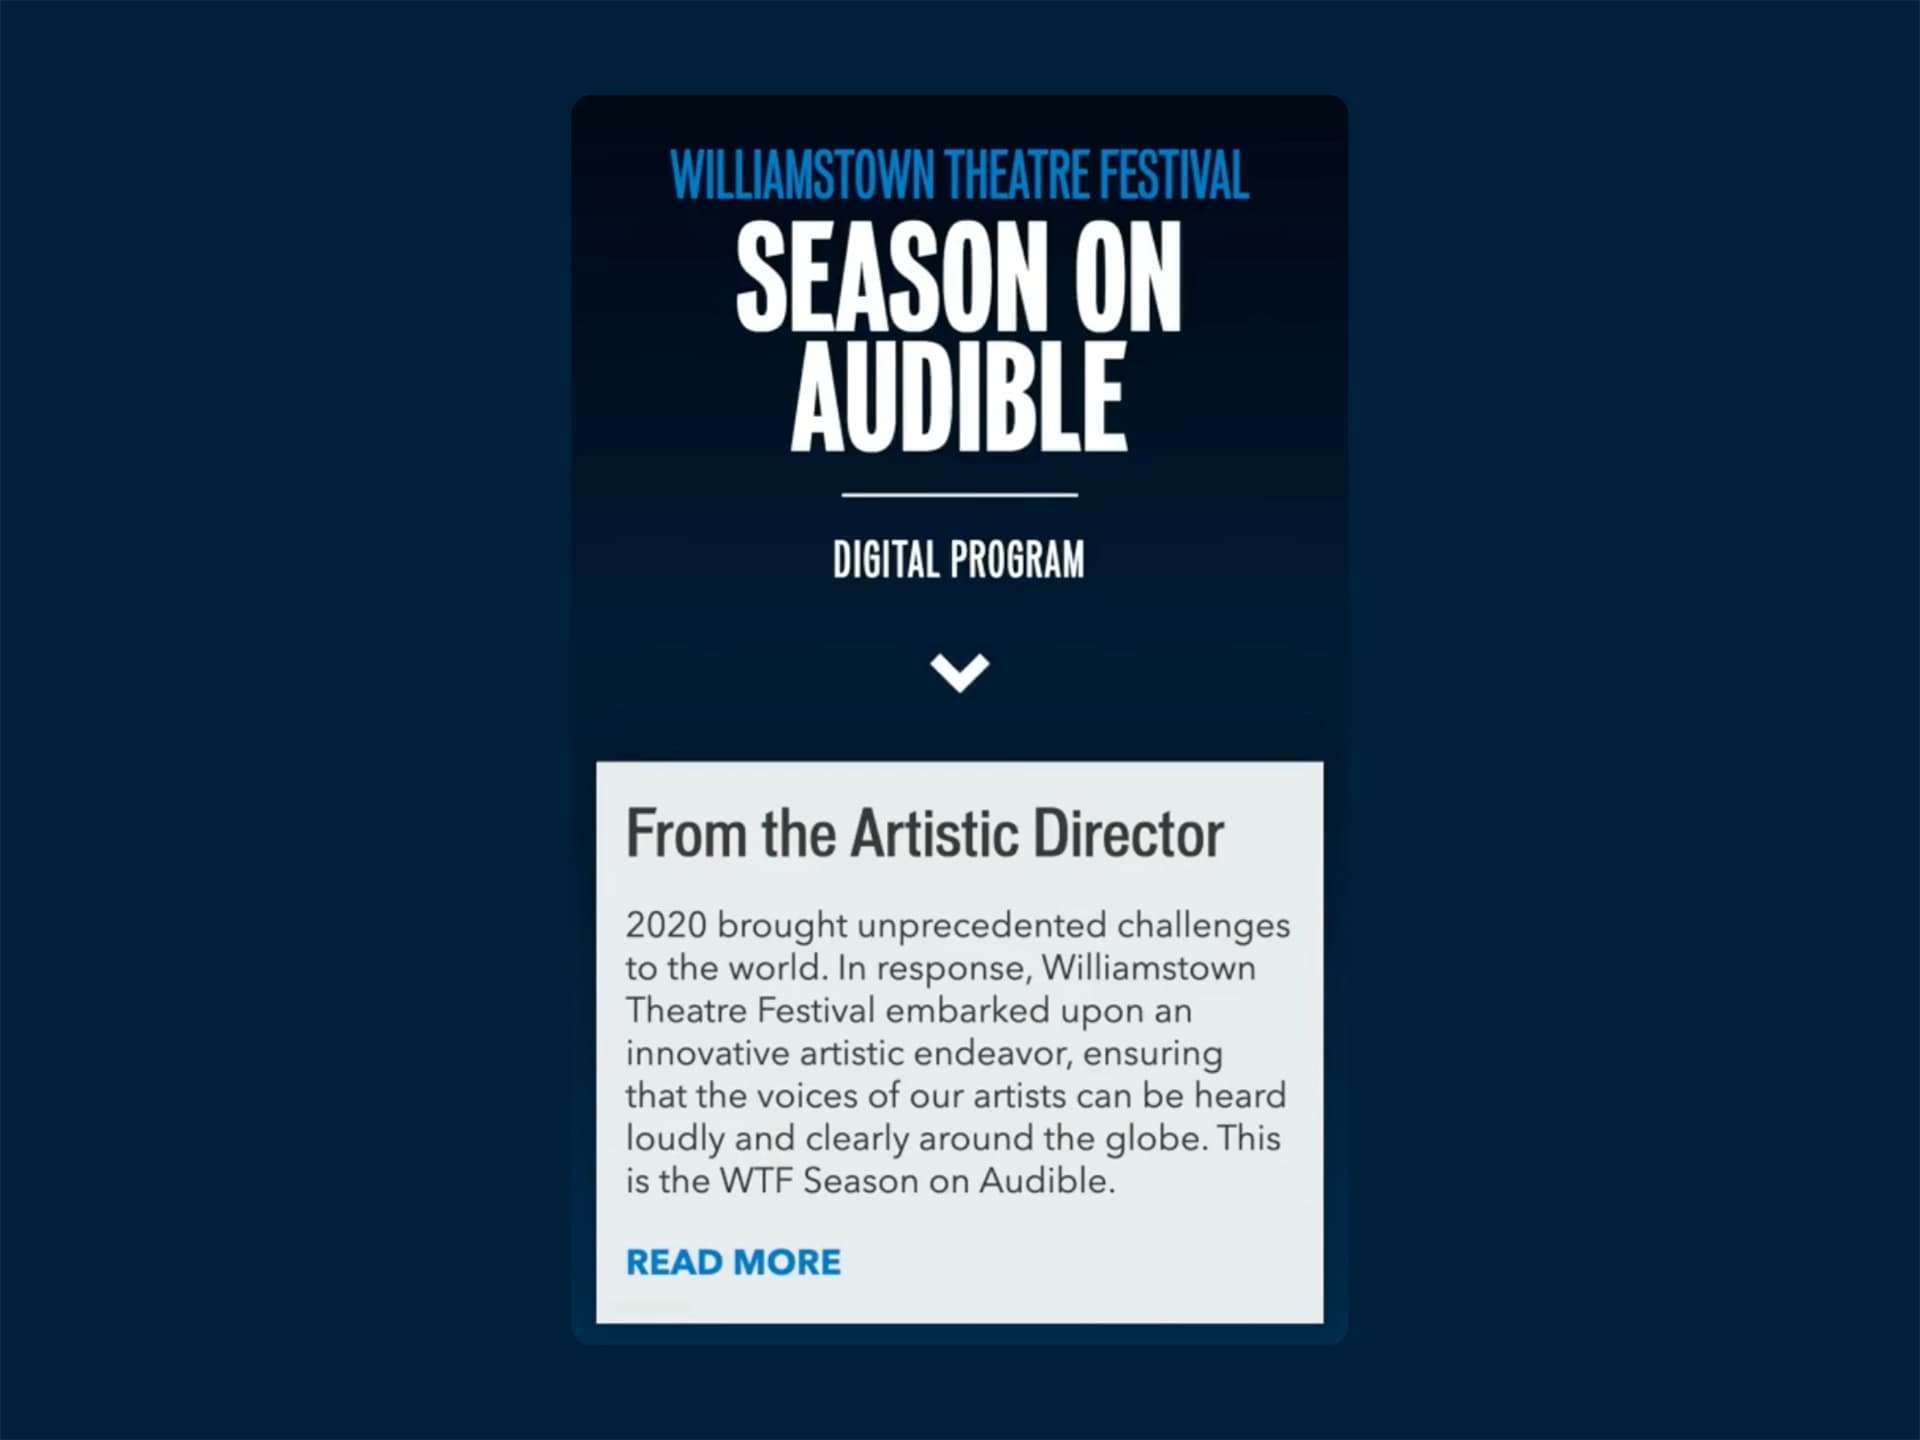 WILLIAMSTOWN THEATRE FESTIVAL
SEASON ON
AUDIBLE
DIGITAL PROGRAM
From the Artistic Director
2020 brought unprecedented challenges
to the world. In response, Williamstown
Theatre Festival embarked upon an
innovative artistic endeavor, ensuring
that the voices of our artists can be heard
loudly and clearly around the globe. This
is the WTF Season on Audible.
READ MORE